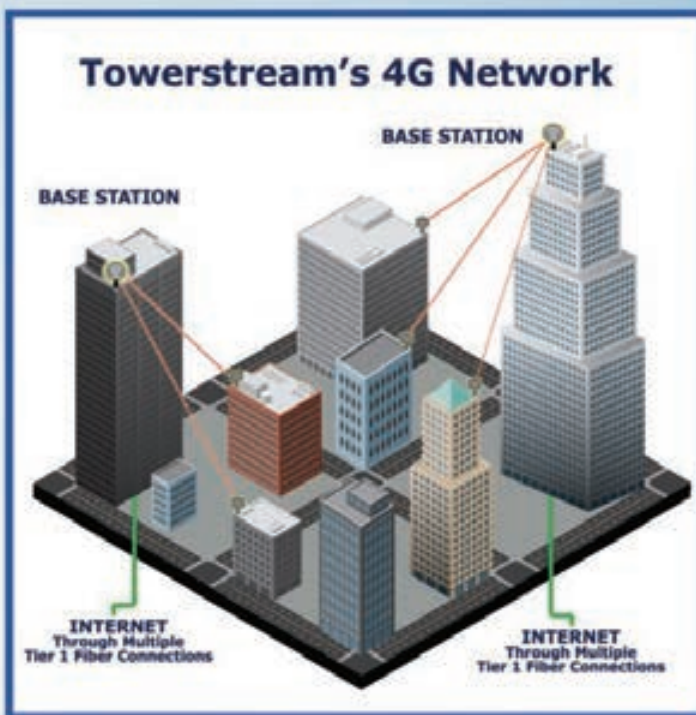 Towerstream's 4G Network
BASE STATION
BASE STATION
INTERNET
Through Multiple
Tier 1 Fiber Connections
INTERNET
Through Multiple
Tier 1 Fiber Connections